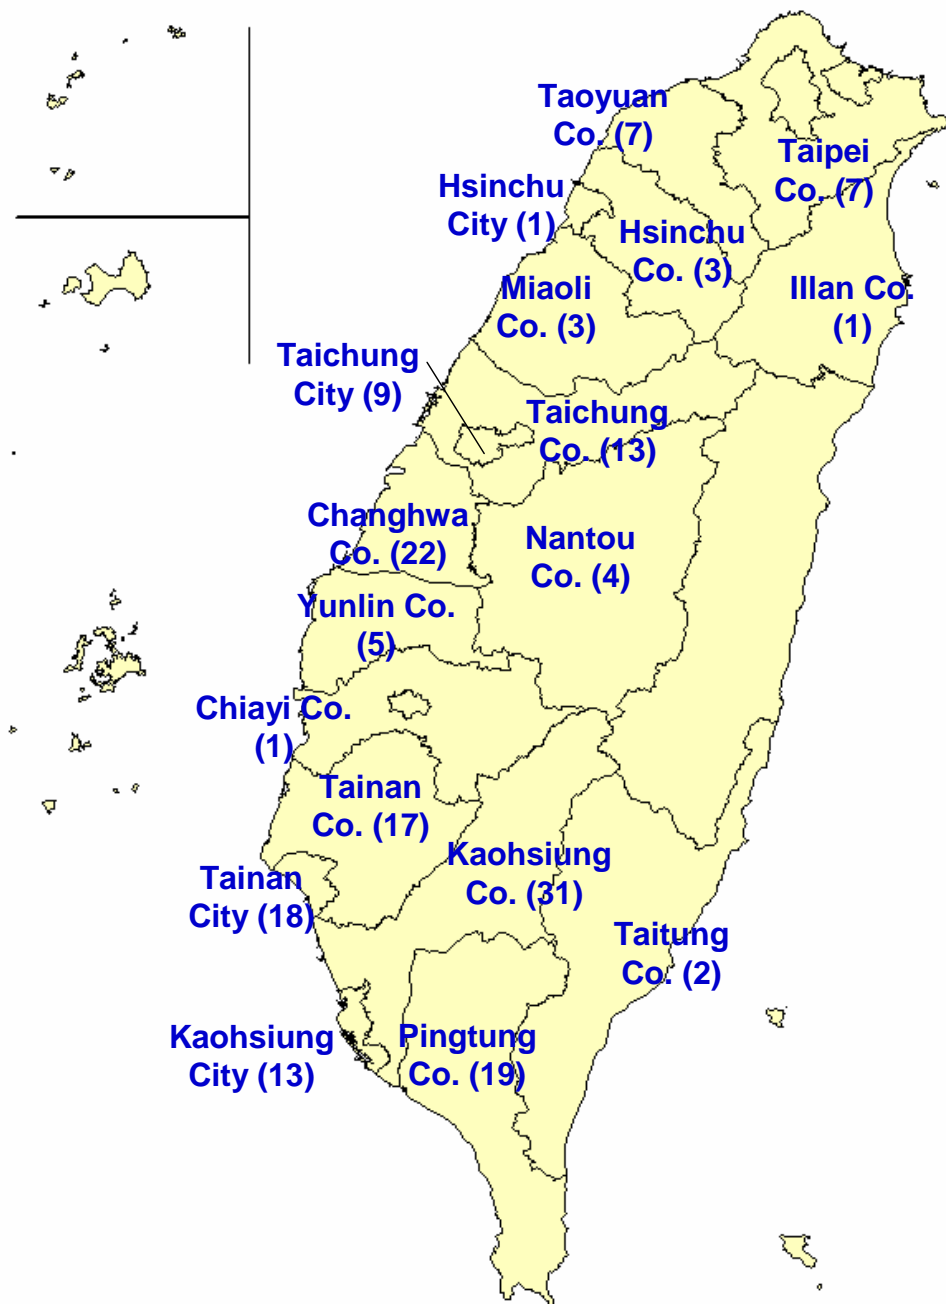 Taoyuan
Co. (7)
Taipei
Co. (7)
Hsinchu
City (1)
Hsinchu
Co. (3)
Miaoli
Co. (3)
Illan Co.
(1)
Taichung
City (9)
Taichung
Co. (13)
Changhwa
Co. (22)
Nantou
Co. (4)
Yunlin Co.
(5)
Chiayi Co.
(1)
Tainan
Co. (17)
Kaohsiung
Co. (31)
Tainan
City (18)
Taitung
Co. (2)
Kaohsiung
City (13)
Pingtung
Co. (19)